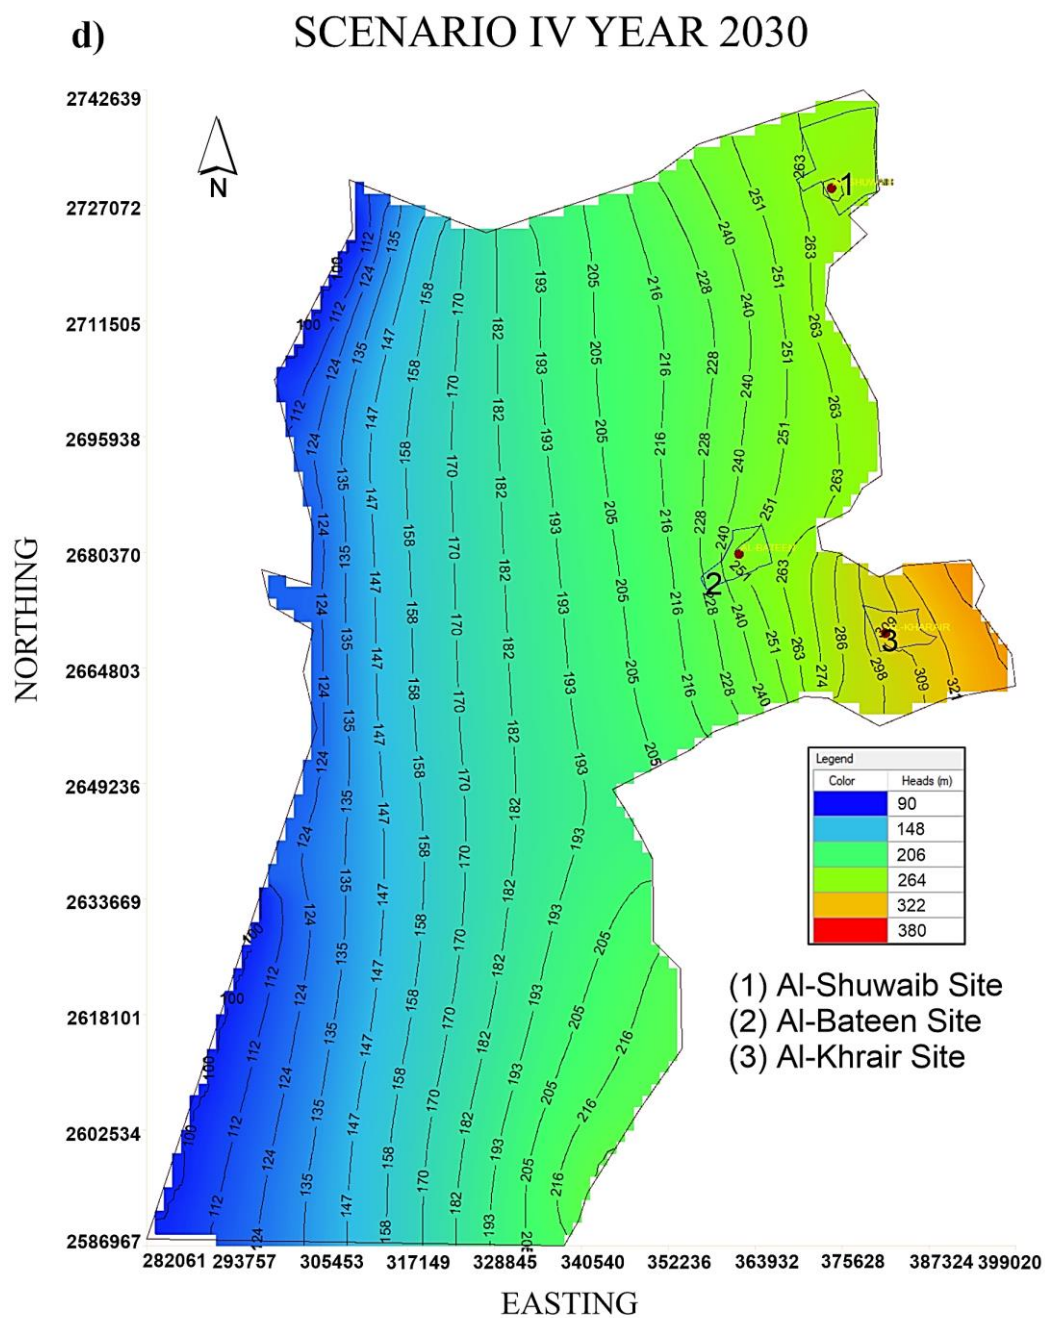 d) SCENARIO IV YEAR 2030
2742639
2727072
2711505
2695938
2680370
2664803
2649236
2633669
2618101
2602534
2586967
NORTHING
N
1
2
3
AL-BATEEN
263 251 240 228 216 205 193 182 170 158 147 135 124 112 100
274 286 298 309 321
Legend
Color Heads (m)
90
148
206
264
322
380
(1) Al-Shuwaib Site
(2) Al-Bateen Site
(3) Al-Khrair Site
282061 293757 305453 317149 328845 340540 352236 363932 375628 387324 399020
EASTING